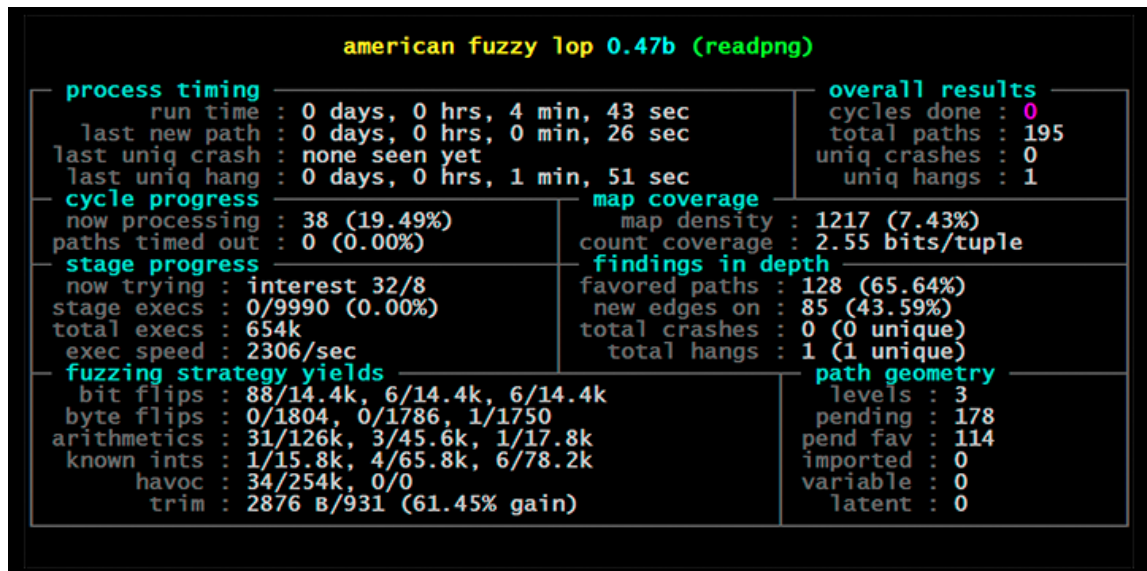 american fuzzy lop 0.47b (readpng)
process timing
run time : 0 days, 0 hrs, 4 min, 43 sec
last new path : 0 days, 0 hrs, 0 min, 26 sec
last uniq crash : none seen yet
last uniq hang : 0 days, 0 hrs, 1 min, 51 sec
overall results
cycles done : 0
total paths : 195
uniq crashes : 0
uniq hangs : 1
cycle progress
now processing : 38 (19.49%)
paths timed out : 0 (0.00%)
map coverage
map density : 1217 (7.43%)
count coverage : 2.55 bits/tuple
stage progress
now trying : interest 32/8
stage execs : 0/9990 (0.00%)
total execs : 654k
exec speed : 2306/sec
findings in depth
favored paths : 128 (65.64%)
new edges on : 85 (43.59%)
total crashes : 0 (0 unique)
total hangs : 1 (1 unique)
fuzzing strategy yields
bit flips : 88/14.4k, 6/14.4k, 6/14.4k
byte flips : 0/1804, 0/1786, 1/1750
arithmetics : 31/126k, 3/45.6k, 1/17.8k
known ints : 1/15.8k, 4/65.8k, 6/78.2k
havoc : 34/254k, 0/0
trim : 2876 B/931 (61.45% gain)
path geometry
levels : 3
pending : 178
pend fav : 114
imported : 0
variable : 0
latent : 0